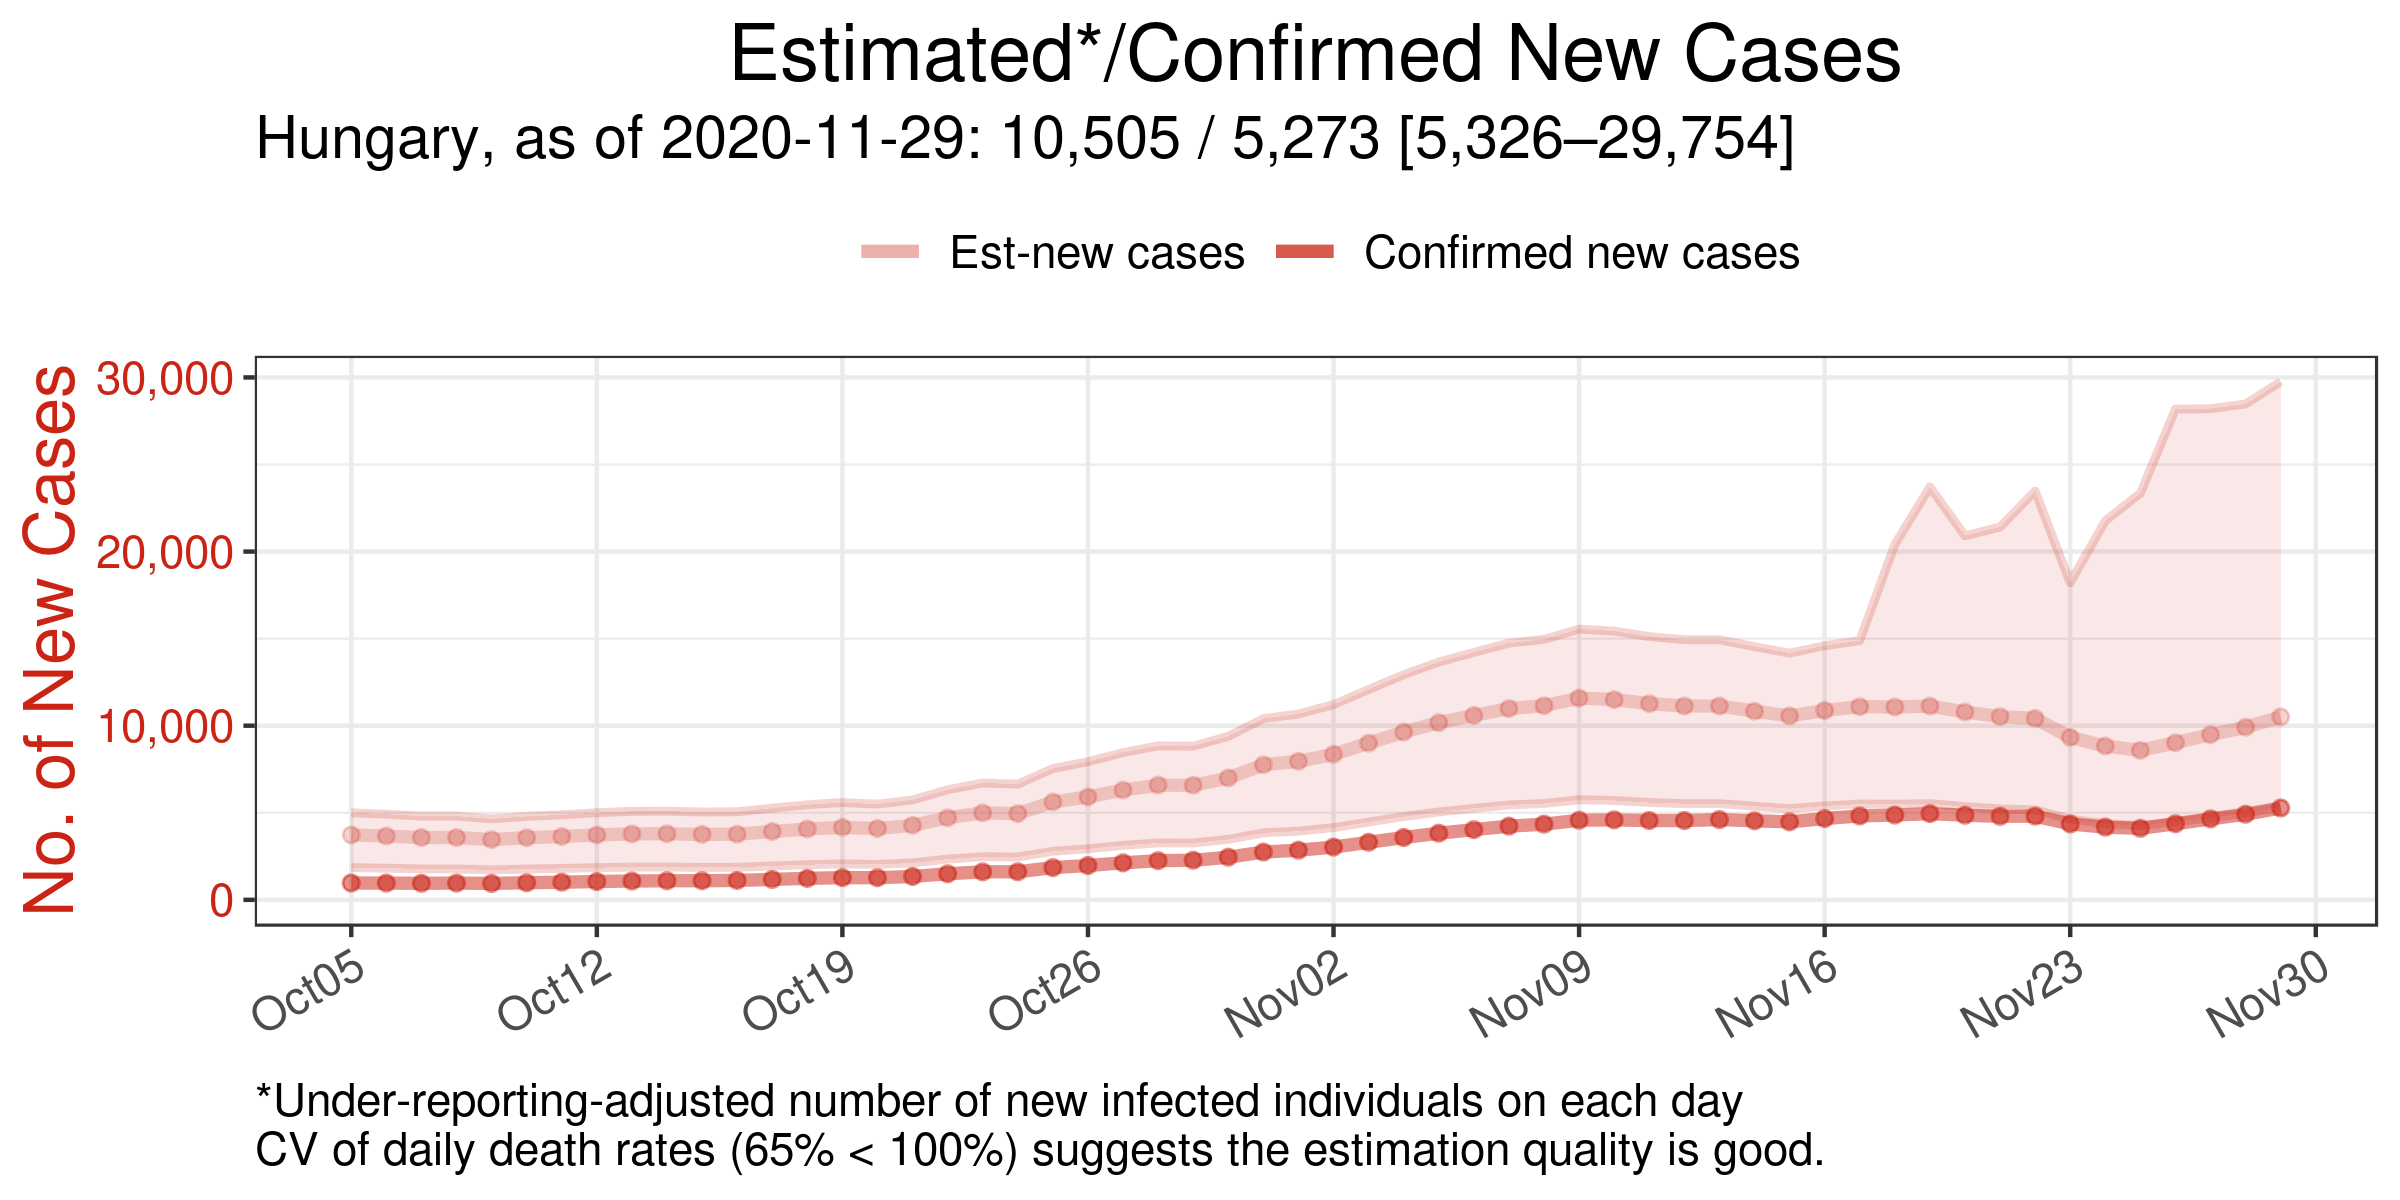 Estimated*/Confirmed New Cases
Hungary, as of 2020-11-29: 10,505 / 5,273 [5,326–29,754]
Est-new cases
Confirmed new cases
No. of New Cases
30,000
20,000
10,000
0
Oct05
Oct12
Oct19
Oct26
Nov02
Nov09
Nov16
Nov23
Nov30
*Under-reporting-adjusted number of new infected individuals on each day
CV of daily death rates (65% < 100%) suggests the estimation quality is good.